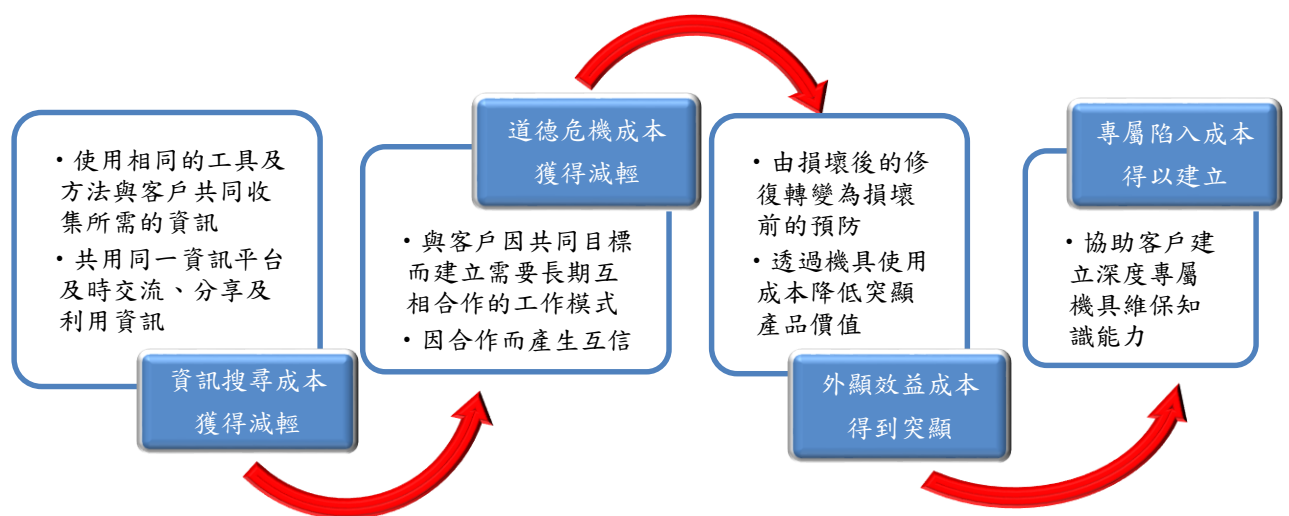 ・使用相同的工具及
方法與客戶共同收
集所需的資訊
・共用同一資訊平台
及時交流、分享及
利用資訊
資訊搜尋成本
獲得減輕
道德危機成本
獲得減輕
・與客戶因共同目標
而建立需要長期互
相合作的工作模式
・因合作而產生互信
・由損壞後的修
復轉變為損壞
前的預防
・透過機具使用
成本降低突顯
產品價值
外顯效益成本
得到突顯
專屬陷入成本
得以建立
・協助客戶建
立深度專屬
機具維保知
識能力